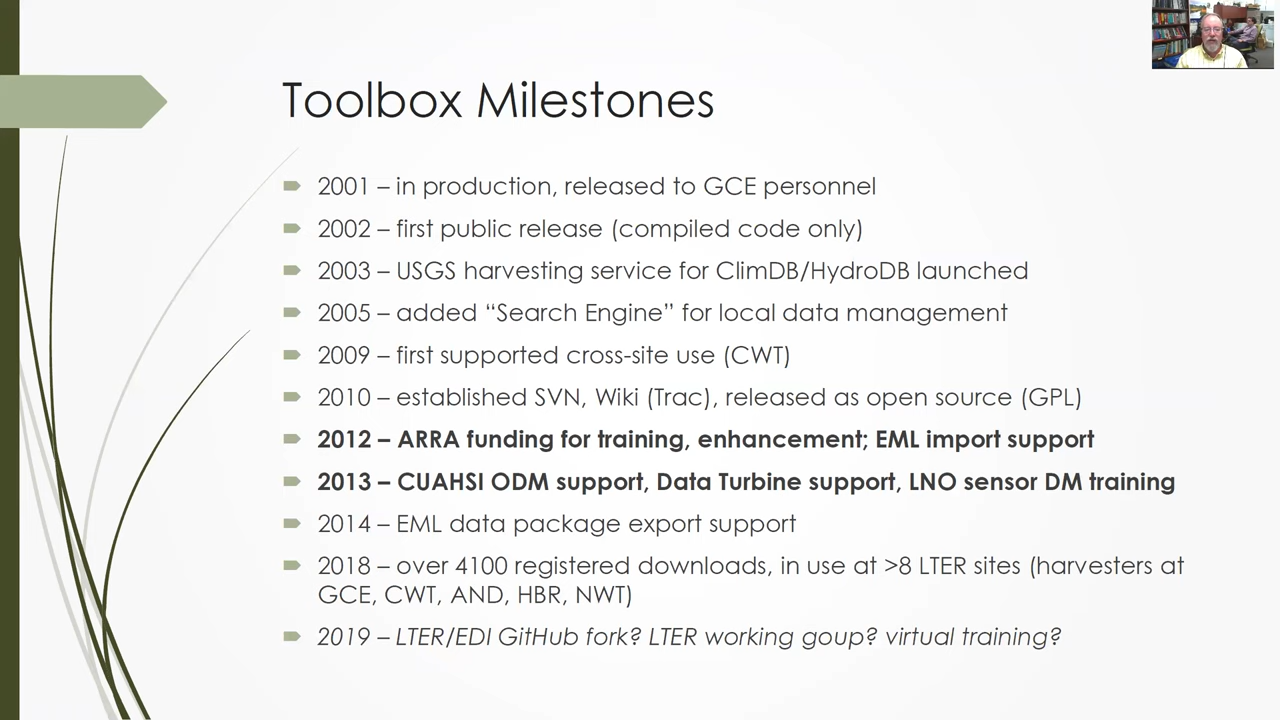 Toolbox Milestones
2001 – in production, released to GCE personnel
2002 – first public release (compiled code only)
2003 – USGS harvesting service for ClimDB/HydroDB launched
2005 – added “Search Engine” for local data management
2009 – first supported cross-site use (CWT)
2010 – established SVN, Wiki (Trac), released as open source (GPL)
2012 – ARRA funding for training, enhancement; EML import support
2013 – CUAHSI ODM support, Data Turbine support, LNO sensor DM training
2014 – EML data package export support
2018 – over 4100 registered downloads, in use at >8 LTER sites (harvesters at
GCE, CWT, AND, HBR, NWT)
2019 – LTER/EDI GitHub fork? LTER working goup? virtual training?